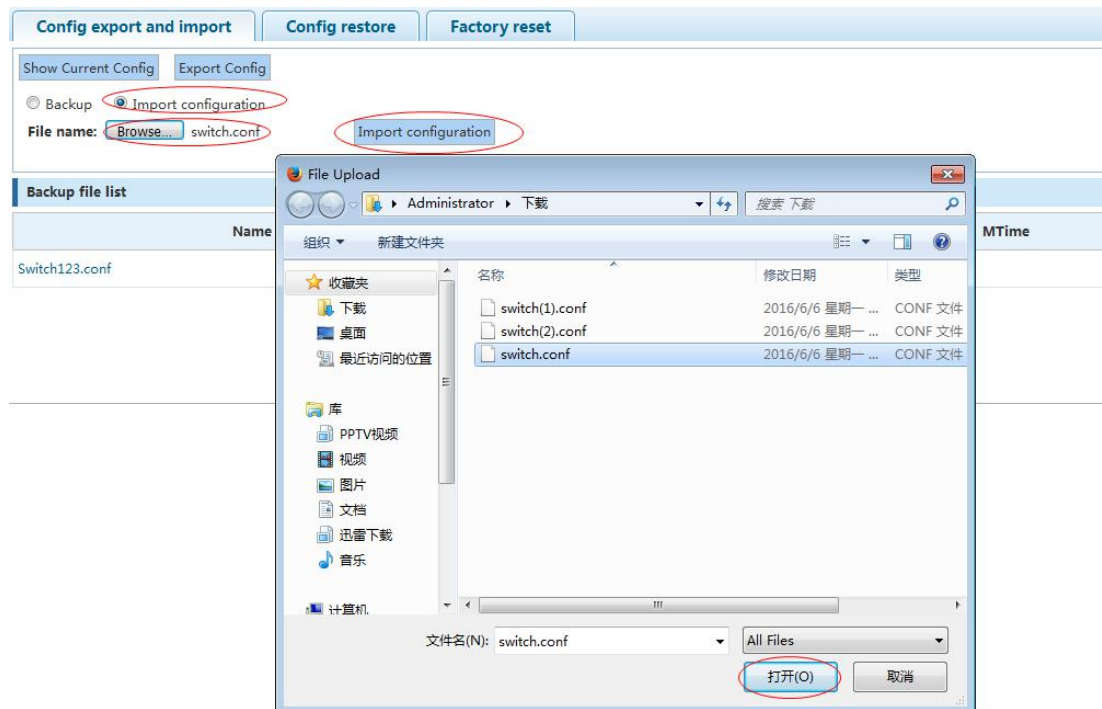 Config export and import Config restore Factory reset
Show Current Config Export Config
Backup Import configuration
File name: Browse... switch.conf Import configuration
File Upload
Backup file list
Administrator 下载 搜索 下载
Name MTime
组织 新建文件夹
Switch123.conf
收藏夹 名称 修改日期 类型
下载 switch(1).conf 2016/6/6 星期一 ... CONF 文件
桌面 switch(2).conf 2016/6/6 星期一 ... CONF 文件
最近访问的位置 switch.conf 2016/6/6 星期一 ... CONF 文件
库
PPTV视频
视频
图片
文档
迅雷下载
音乐
计算机
文件名(N): switch.conf All Files
打开(O) 取消